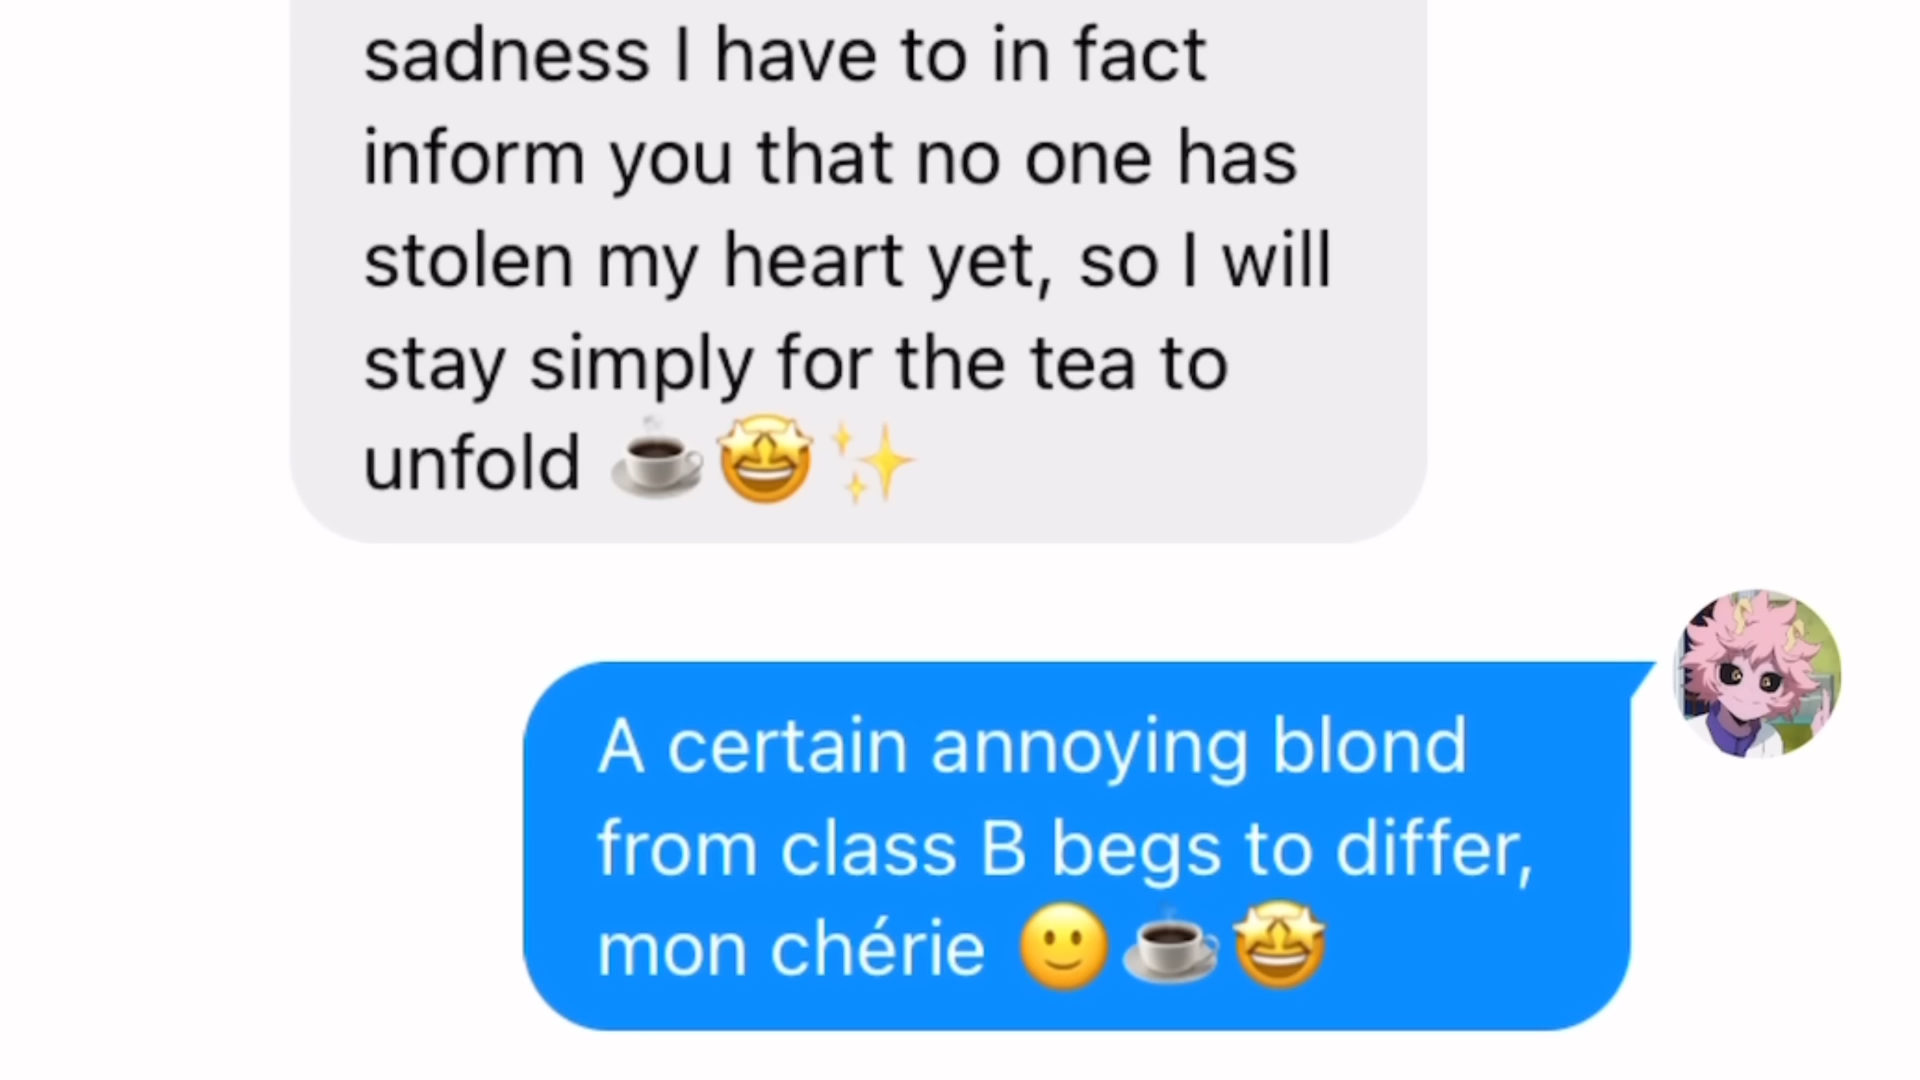 sadness I have to in fact
inform you that no one has
stolen my heart yet, so I will
stay simply for the tea to
unfold ☕🤩✨
A certain annoying blond
from class B begs to differ,
mon chérie 🙂☕🤩